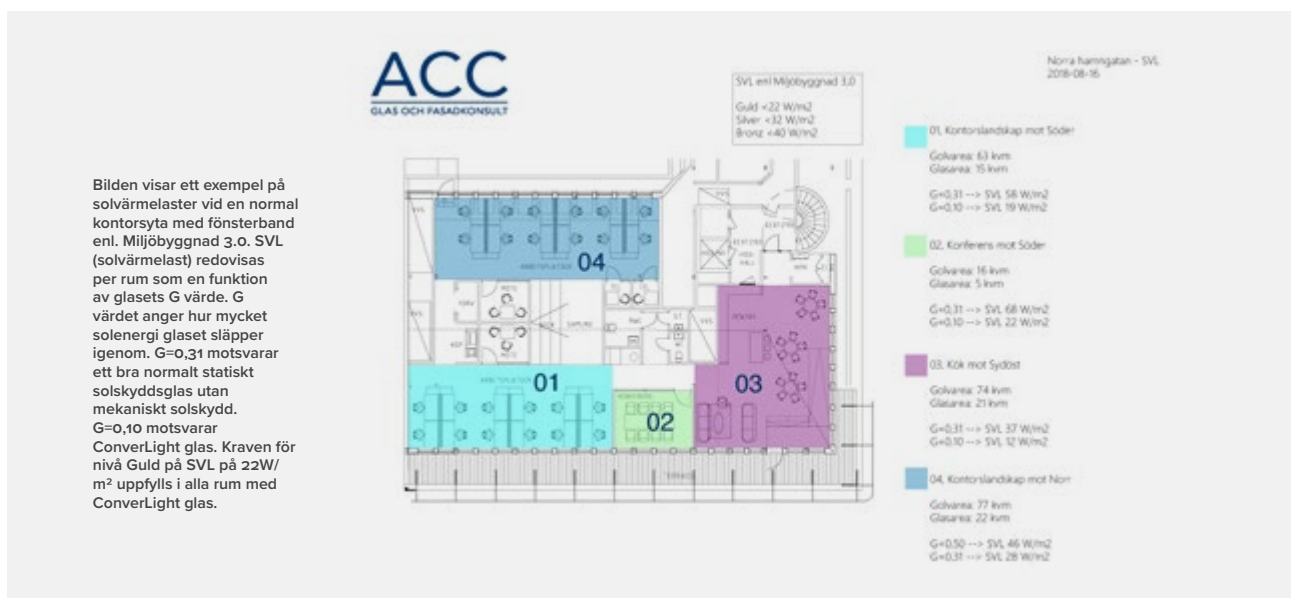 ACC
GLAS OCH FASADKONSULT
Norra hamngatan - SVL
2018-08-16
SVL enl Miljöbyggnad 3,0
Guld <22 W/m2
Silver <32 W/m2
Bronz <40 W/m2
Bilden visar ett exempel på
solvärmelaster vid en normal
kontorsyta med fönsterband
enl. Miljöbyggnad 3.0. SVL
(solvärmelast) redovisas
per rum som en funktion
av glasets G värde. G
värdet anger hur mycket
solenergi glaset släpper
igenom. G=0,31 motsvarar
ett bra normalt statiskt
solskyddsglas utan
mekaniskt solskydd.
G=0,10 motsvarar
ConverLight glas. Kraven för
nivå Guld på SVL på 22W/
m² uppfylls i alla rum med
ConverLight glas.
04
01
02
03
ARBETSPLATSER
ARBETSPLATSER
TERRASS
01, Kontorslandskap mot Söder
Golvarea: 63 kvm
Glasarea: 15 kvm
G=0,31 --> SVL 58 W/m2
G=0,10 --> SVL 19 W/m2
02, Konferens mot Söder
Golvarea: 16 kvm
Glasarea: 5 kvm
G=0,31 --> SVL 68 W/m2
G=0,10 --> SVL 22 W/m2
03, Kök mot Sydöst
Golvarea: 74 kvm
Glasarea: 21 kvm
G=0,31 --> SVL 37 W/m2
G=0,10 --> SVL 12 W/m2
04, Kontorslandskap mot Norr
Golvarea: 77 kvm
Glasarea: 22 kvm
G=0,50 --> SVL 46 W/m2
G=0,31 --> SVL 28 W/m2